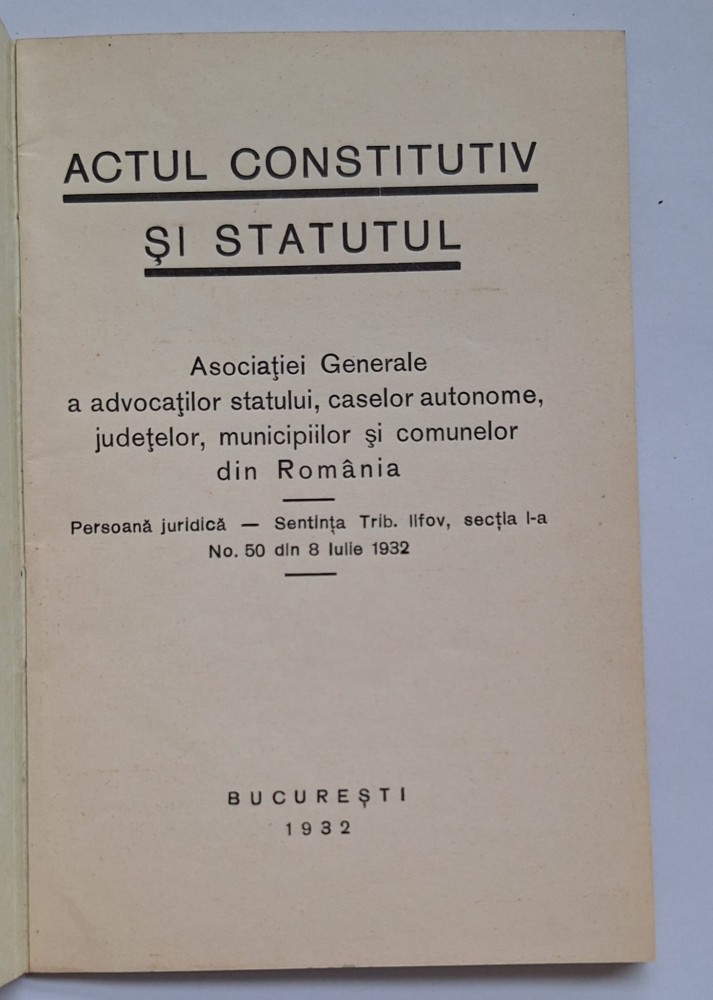 ACTUL CONSTITUTIV
ŞI STATUTUL
Asociaţiei Generale
a advocaţilor statului, caselor autonome,
judeţelor, municipiilor şi comunelor
din România
Persoană juridică — Sentinţa Trib. Ilfov, secţia I-a
No. 50 din 8 Iulie 1932
BUCUREŞTI
1932